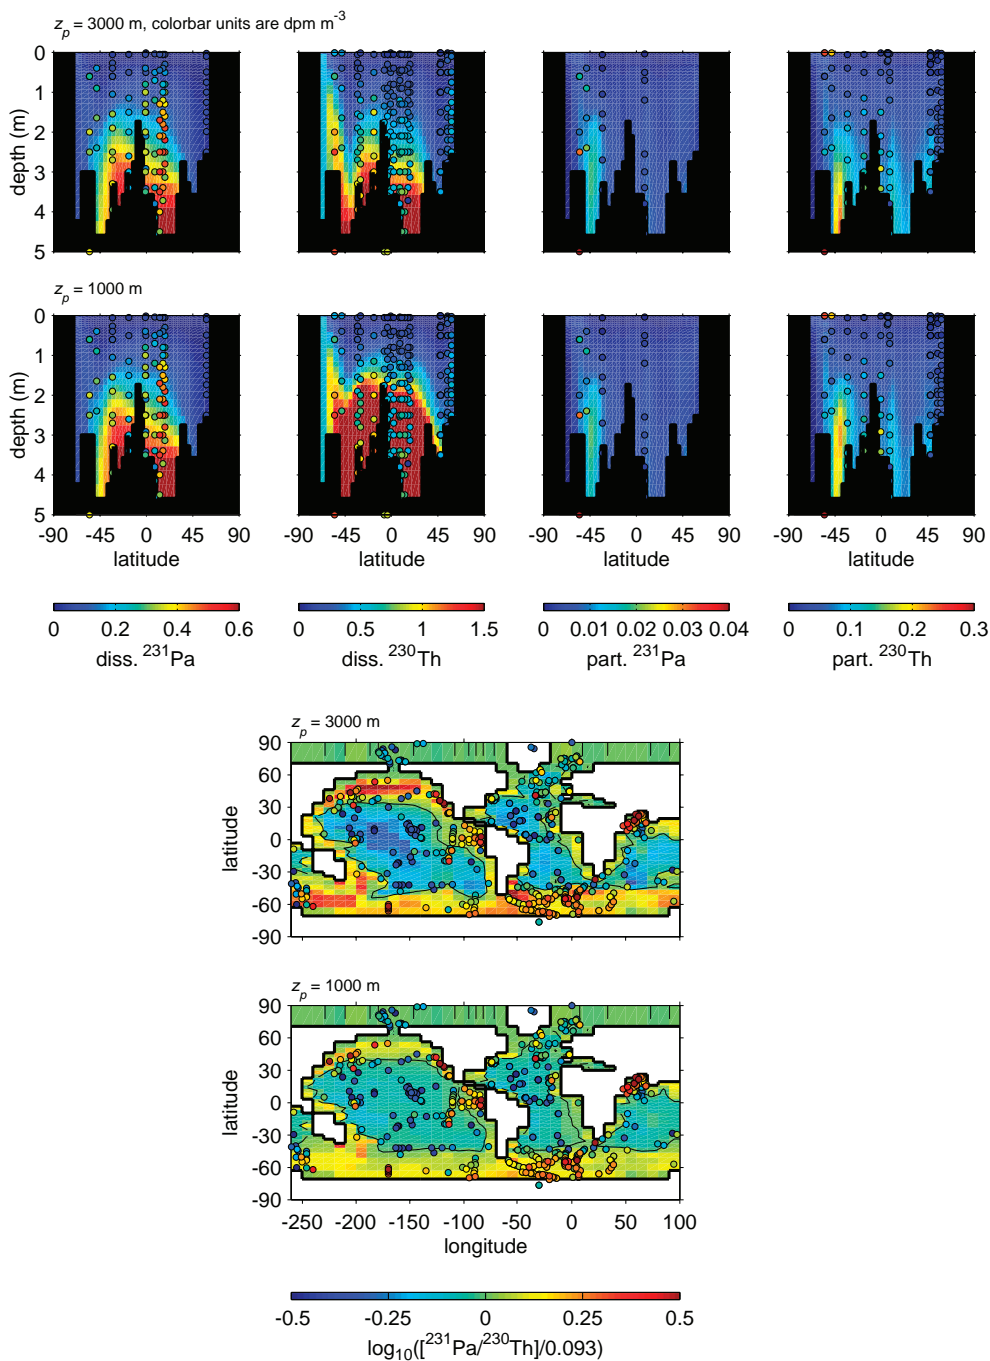 z_p = 3000 m, colorbar units are dpm m^-3
0
1
2
3
4
5
depth (m)
z_p = 1000 m
0
1
2
3
4
5
depth (m)
-90 -45 0 45 90
-90 -45 0 45 90
-90 -45 0 45 90
-90 -45 0 45 90
latitude latitude latitude latitude
0 0.2 0.4 0.6
0 0.5 1 1.5
0 0.01 0.02 0.03 0.04
0 0.1 0.2 0.3
diss. ^231Pa
diss. ^230Th
part. ^231Pa
part. ^230Th
z_p = 3000 m
90
60
30
0
-30
-60
-90
latitude
z_p = 1000 m
90
60
30
0
-30
-60
-90
latitude
-250 -200 -150 -100 -50 0 50 100
longitude
-0.5 -0.25 0 0.25 0.5
log_10([^231Pa/^230Th]/0.093)